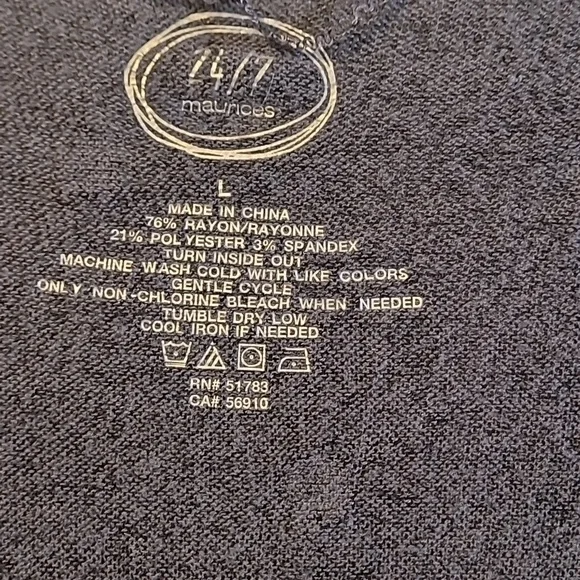 24/7
maurices
L
MADE IN CHINA
76% RAYON/RAYONNE
21% POLYESTER 3% SPANDEX
TURN INSIDE OUT
MACHINE WASH COLD WITH LIKE COLORS
GENTLE CYCLE
ONLY NON-CHLORINE BLEACH WHEN NEEDED
TUMBLE DRY LOW
COOL IRON IF NEEDED
RN# 51783
CA# 56910